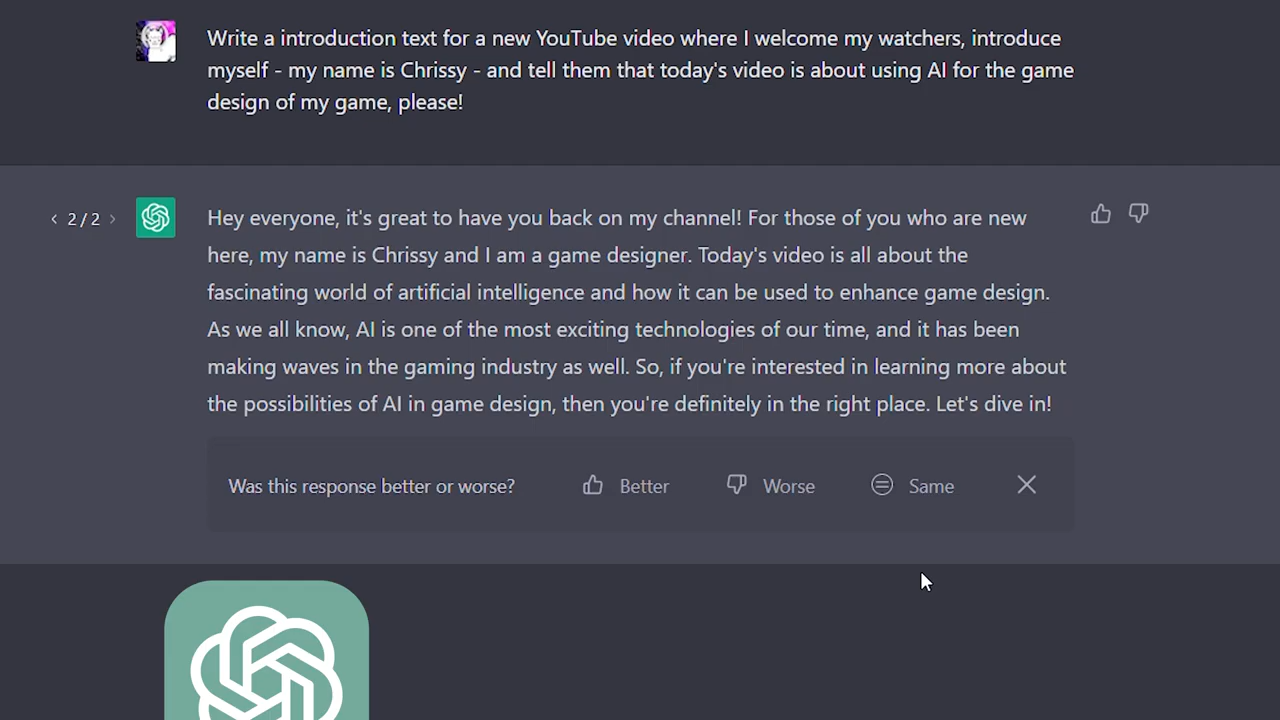 Write a introduction text for a new YouTube video where I welcome my watchers, introduce
myself - my name is Chrissy - and tell them that today's video is about using AI for the game
design of my game, please!
< 2 / 2 >
Hey everyone, it's great to have you back on my channel! For those of you who are new
here, my name is Chrissy and I am a game designer. Today's video is all about the
fascinating world of artificial intelligence and how it can be used to enhance game design.
As we all know, AI is one of the most exciting technologies of our time, and it has been
making waves in the gaming industry as well. So, if you're interested in learning more about
the possibilities of AI in game design, then you're definitely in the right place. Let's dive in!
Was this response better or worse? Better Worse Same